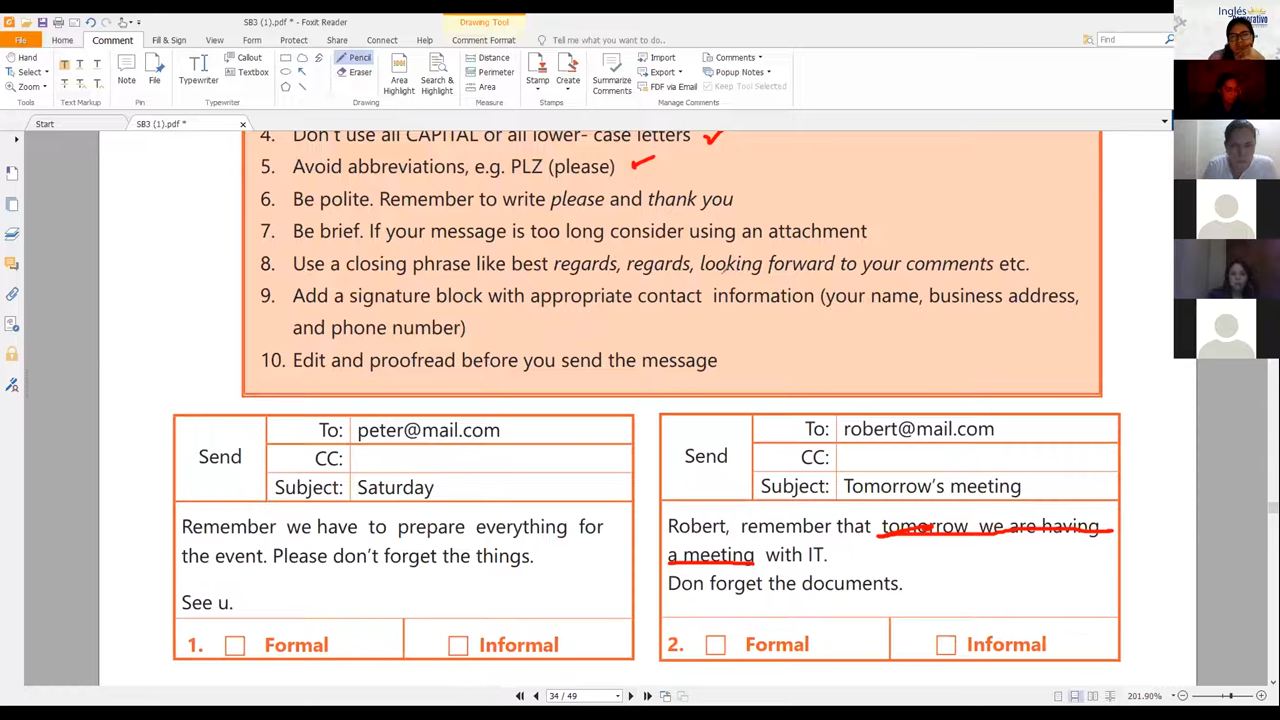 SB3 (1).pdf * - Foxit Reader
Drawing Tool
Inglés
Corporativo
File
Home
Comment
Fill & Sign
View
Form
Protect
Share
Connect
Help
Comment Format
Tell me what you want to do...
Find
Hand
Select
Zoom
Tools
Text Markup
Note
File
Pin
Typewriter
Callout
Textbox
Typewriter
Pencil
Eraser
Drawing
Area
Highlight
Search &
Highlight
Distance
Perimeter
Area
Measure
Stamp
Create
Stamps
Summarize
Comments
Import
Export
FDF via Email
Comments
Popup Notes
Keep Tool Selected
Manage Comments
Start
SB3 (1).pdf *
4. Don't use all CAPITAL or all lower- case letters
5. Avoid abbreviations, e.g. PLZ (please)
6. Be polite. Remember to write please and thank you
7. Be brief. If your message is too long consider using an attachment
8. Use a closing phrase like best regards, regards, looking forward to your comments etc.
9. Add a signature block with appropriate contact information (your name, business address,
and phone number)
10. Edit and proofread before you send the message
Send
To: peter@mail.com
CC:
Subject: Saturday
Remember we have to prepare everything for
the event. Please don't forget the things.
See u.
1. Formal Informal
Send
To: robert@mail.com
CC:
Subject: Tomorrow's meeting
Robert, remember that tomorrow we are having
a meeting with IT.
Don forget the documents.
2. Formal Informal
34 / 49
201.90%